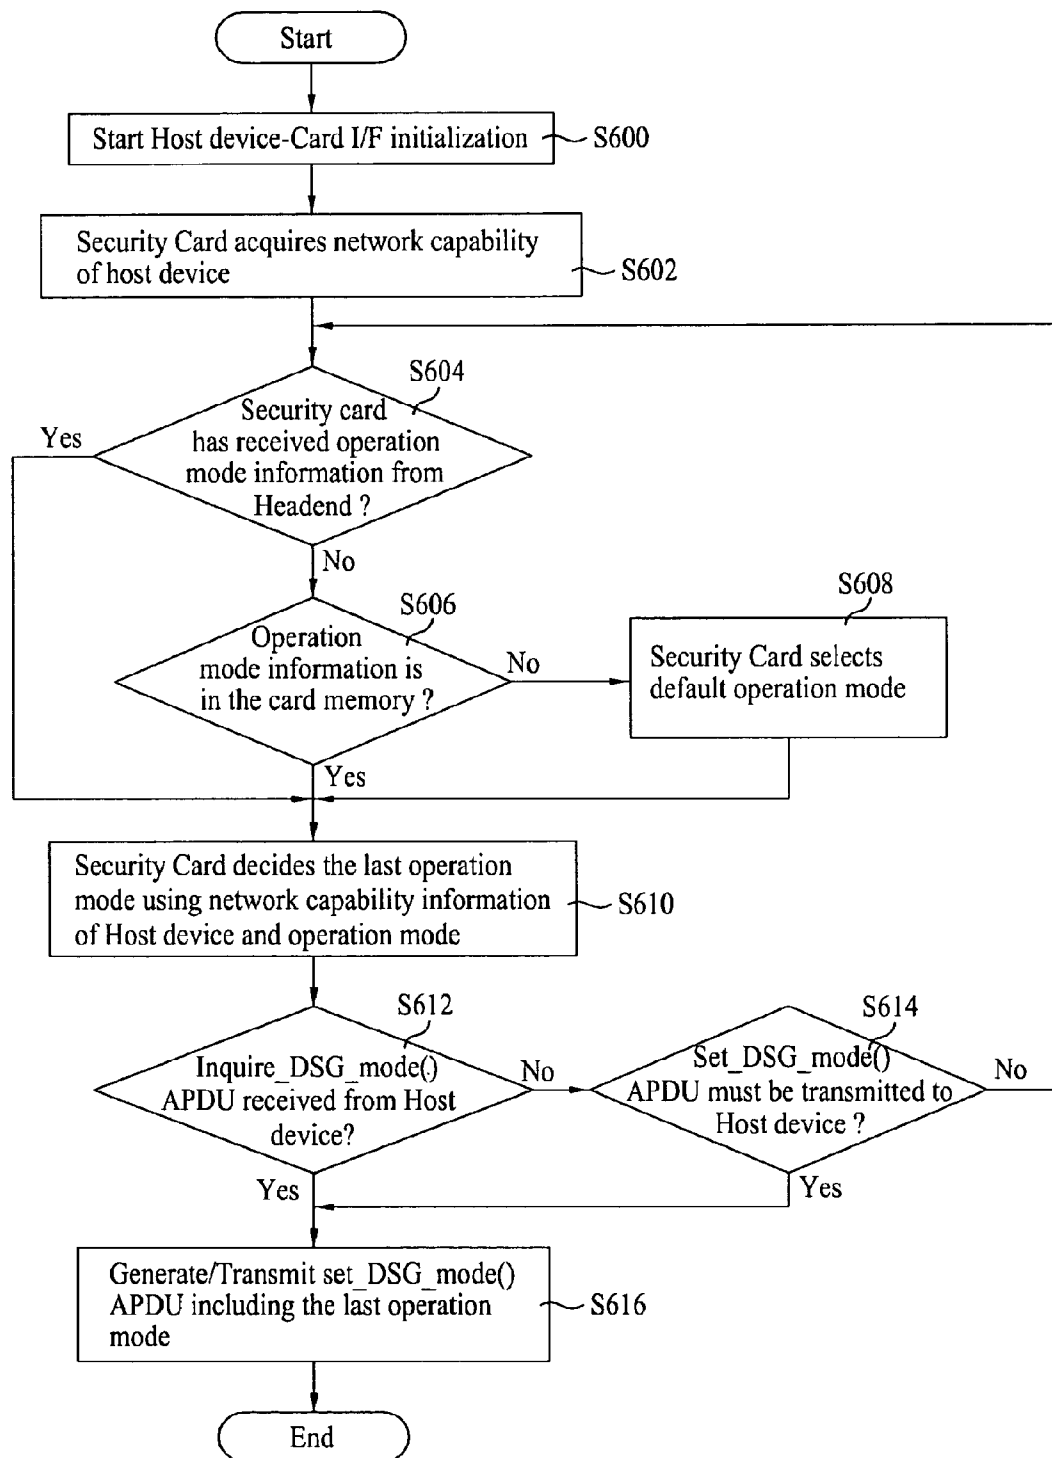 Start
Start Host device-Card I/F initialization
S600
Security Card acquires network capability
of host device
S602
S604
Security card
has received operation
mode information from
Headend ?
Yes
No
S606
Operation
mode information is
in the card memory ?
No
S608
Security Card selects
default operation mode
Yes
Security Card decides the last operation
mode using network capability information
of Host device and operation mode
S610
S612
Inquire_DSG_mode()
APDU received from Host
device?
No
S614
Set_DSG_mode()
APDU must be transmitted to
Host device ?
No
Yes
Yes
Generate/Transmit set_DSG_mode()
APDU including the last operation
mode
S616
End